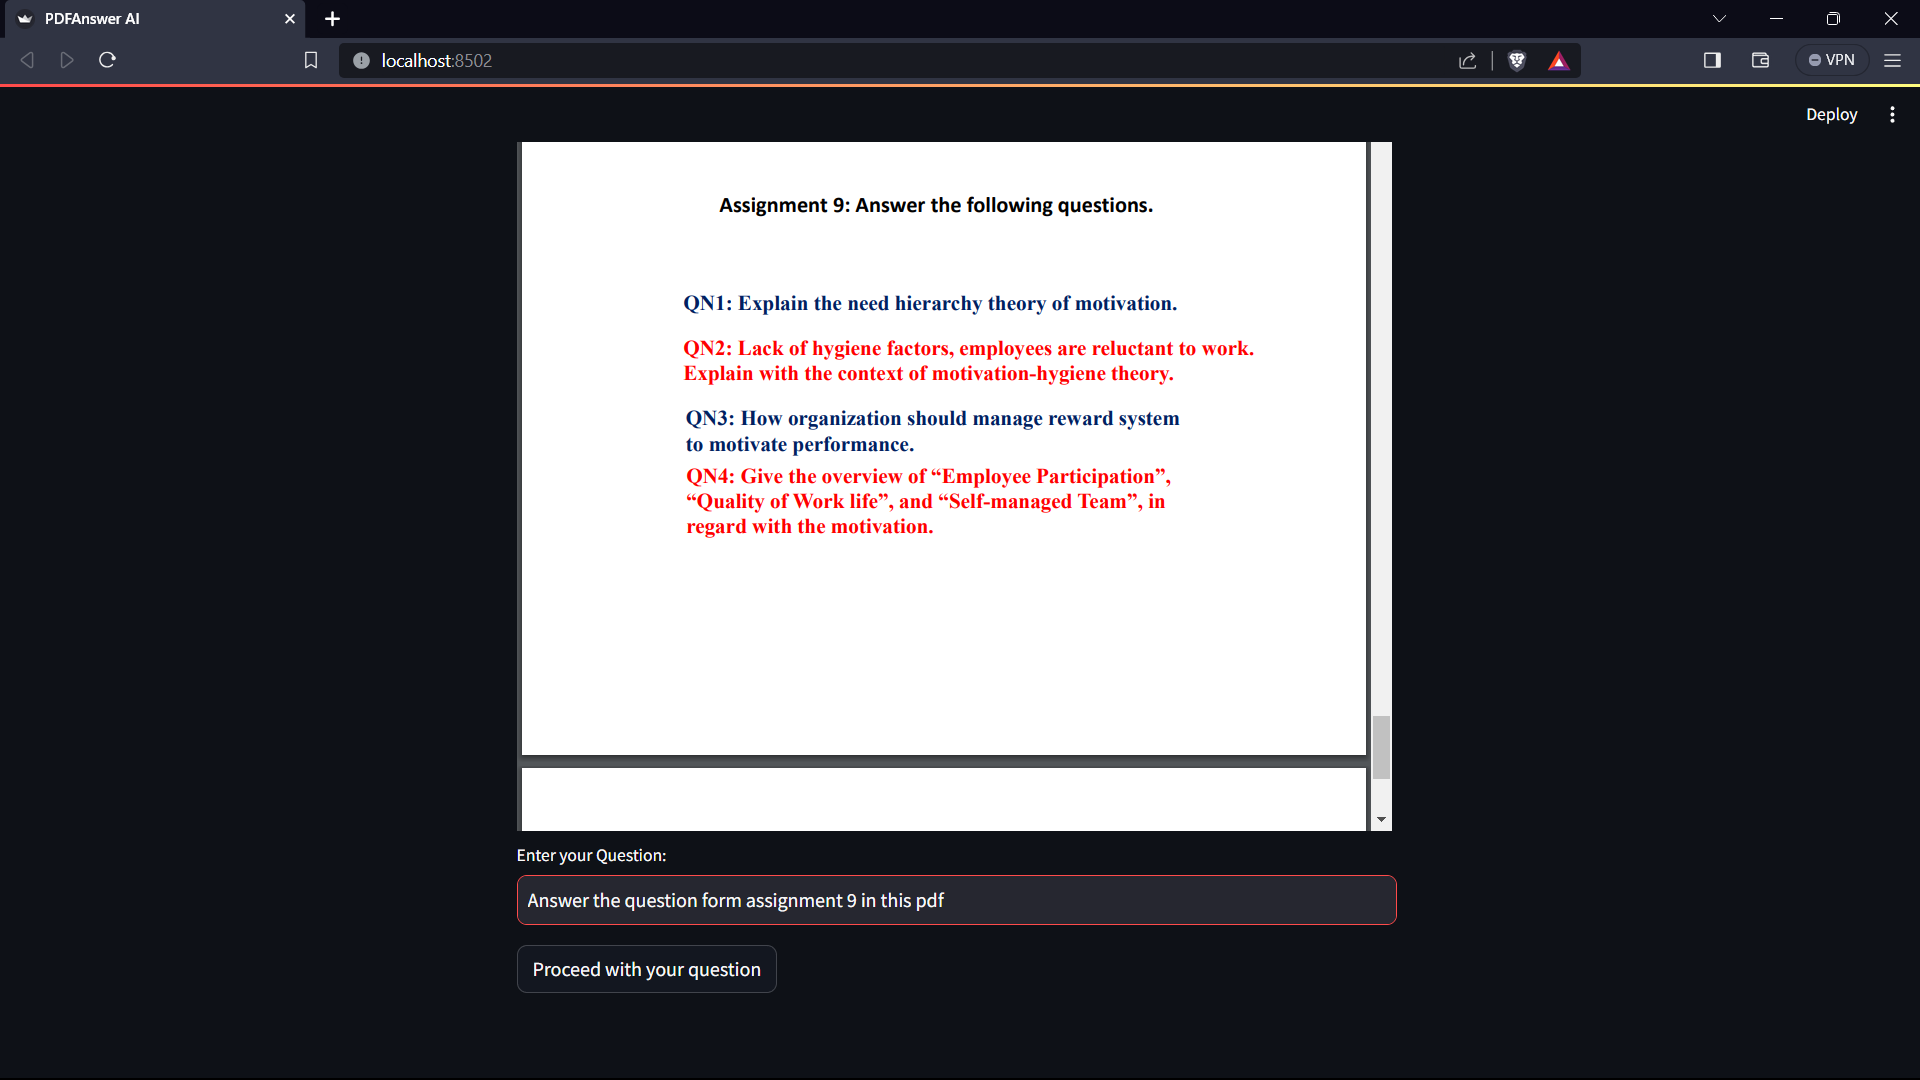 PDFAnswer AI
localhost:8502
VPN
Deploy
Assignment 9: Answer the following questions.
QN1: Explain the need hierarchy theory of motivation.
QN2: Lack of hygiene factors, employees are reluctant to work.
Explain with the context of motivation-hygiene theory.
QN3: How organization should manage reward system
to motivate performance.
QN4: Give the overview of “Employee Participation”,
“Quality of Work life”, and “Self-managed Team”, in
regard with the motivation.
Enter your Question:
Answer the question form assignment 9 in this pdf
Proceed with your question